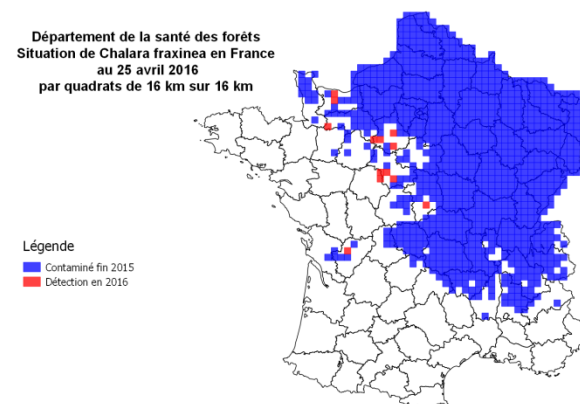 Département de la santé des forêts
Situation de Chalara fraxinea en France
au 25 avril 2016
par quadrats de 16 km sur 16 km
Légende
Contaminé fin 2015
Détection en 2016